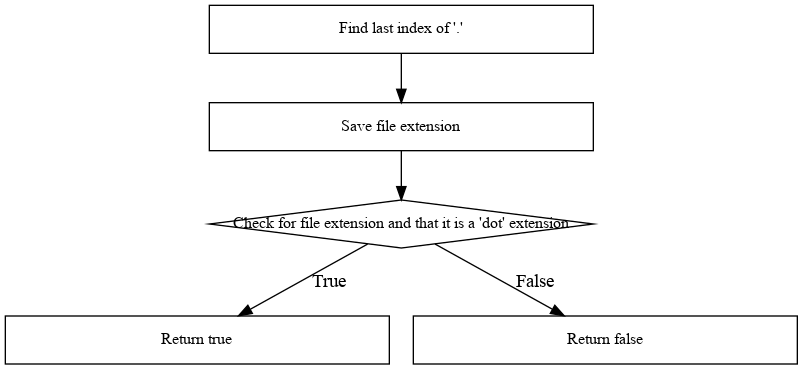 Find last index of '.'
Save file extension
Check for file extension and that it is a 'dot' extension
True
False
Return true
Return false